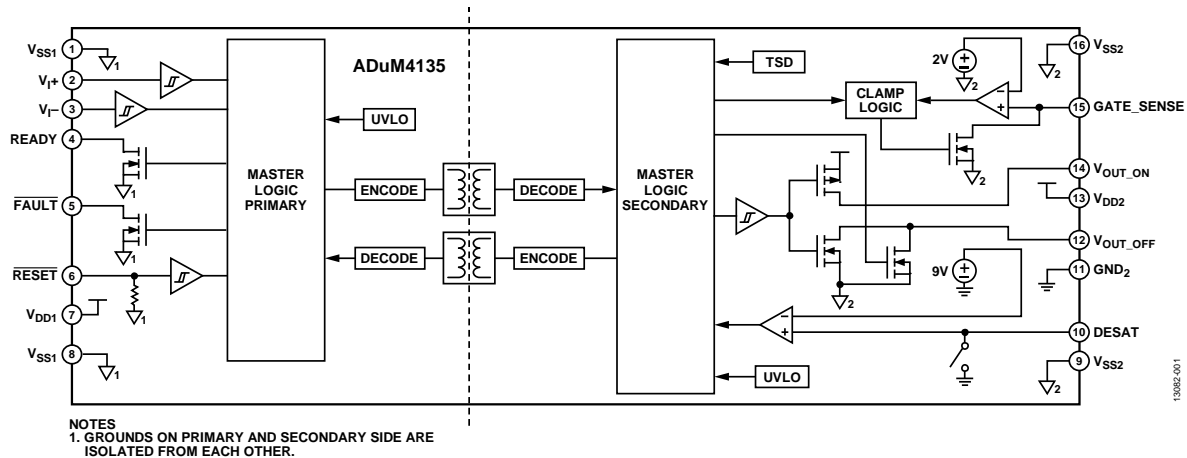 ADuM4135
VSS1 1
VI+ 2
VI− 3
READY 4
FAULT 5
RESET 6
VDD1 7
VSS1 8
1
1
1
1
1
MASTER
LOGIC
PRIMARY
UVLO
ENCODE
DECODE
DECODE
ENCODE
MASTER
LOGIC
SECONDARY
TSD
UVLO
CLAMP
LOGIC
2V
2
2
2
9V
2
2
16 VSS2
15 GATE_SENSE
14 VOUT_ON
13 VDD2
12 VOUT_OFF
11 GND2
10 DESAT
9 VSS2
13082-001
NOTES
1. GROUNDS ON PRIMARY AND SECONDARY SIDE ARE
ISOLATED FROM EACH OTHER.